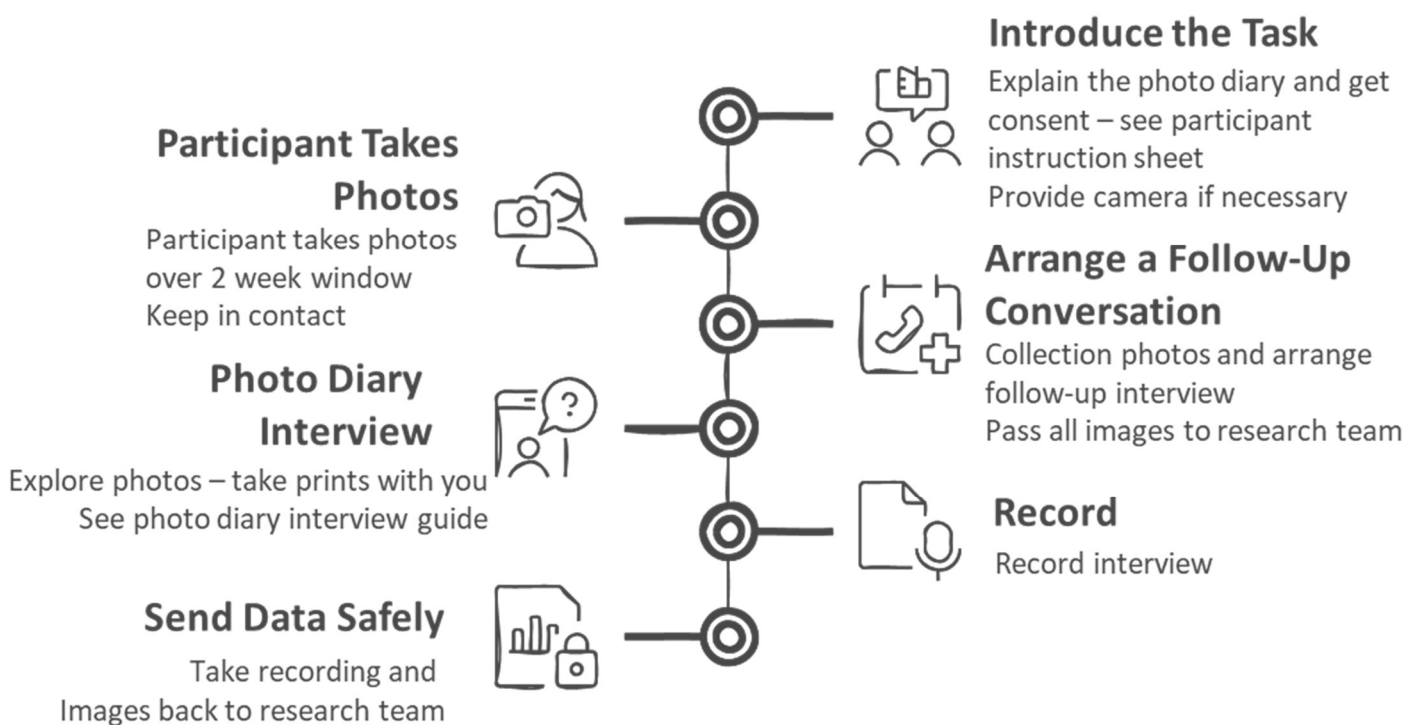 Introduce the Task
Explain the photo diary and get
consent – see participant
instruction sheet
Provide camera if necessary
Participant Takes
Photos
Participant takes photos
over 2 week window
Keep in contact
Arrange a Follow-Up
Conversation
Collection photos and arrange
follow-up interview
Pass all images to research team
Photo Diary
Interview
Explore photos – take prints with you
See photo diary interview guide
?
Record
Record interview
Send Data Safely
Take recording and
Images back to research team